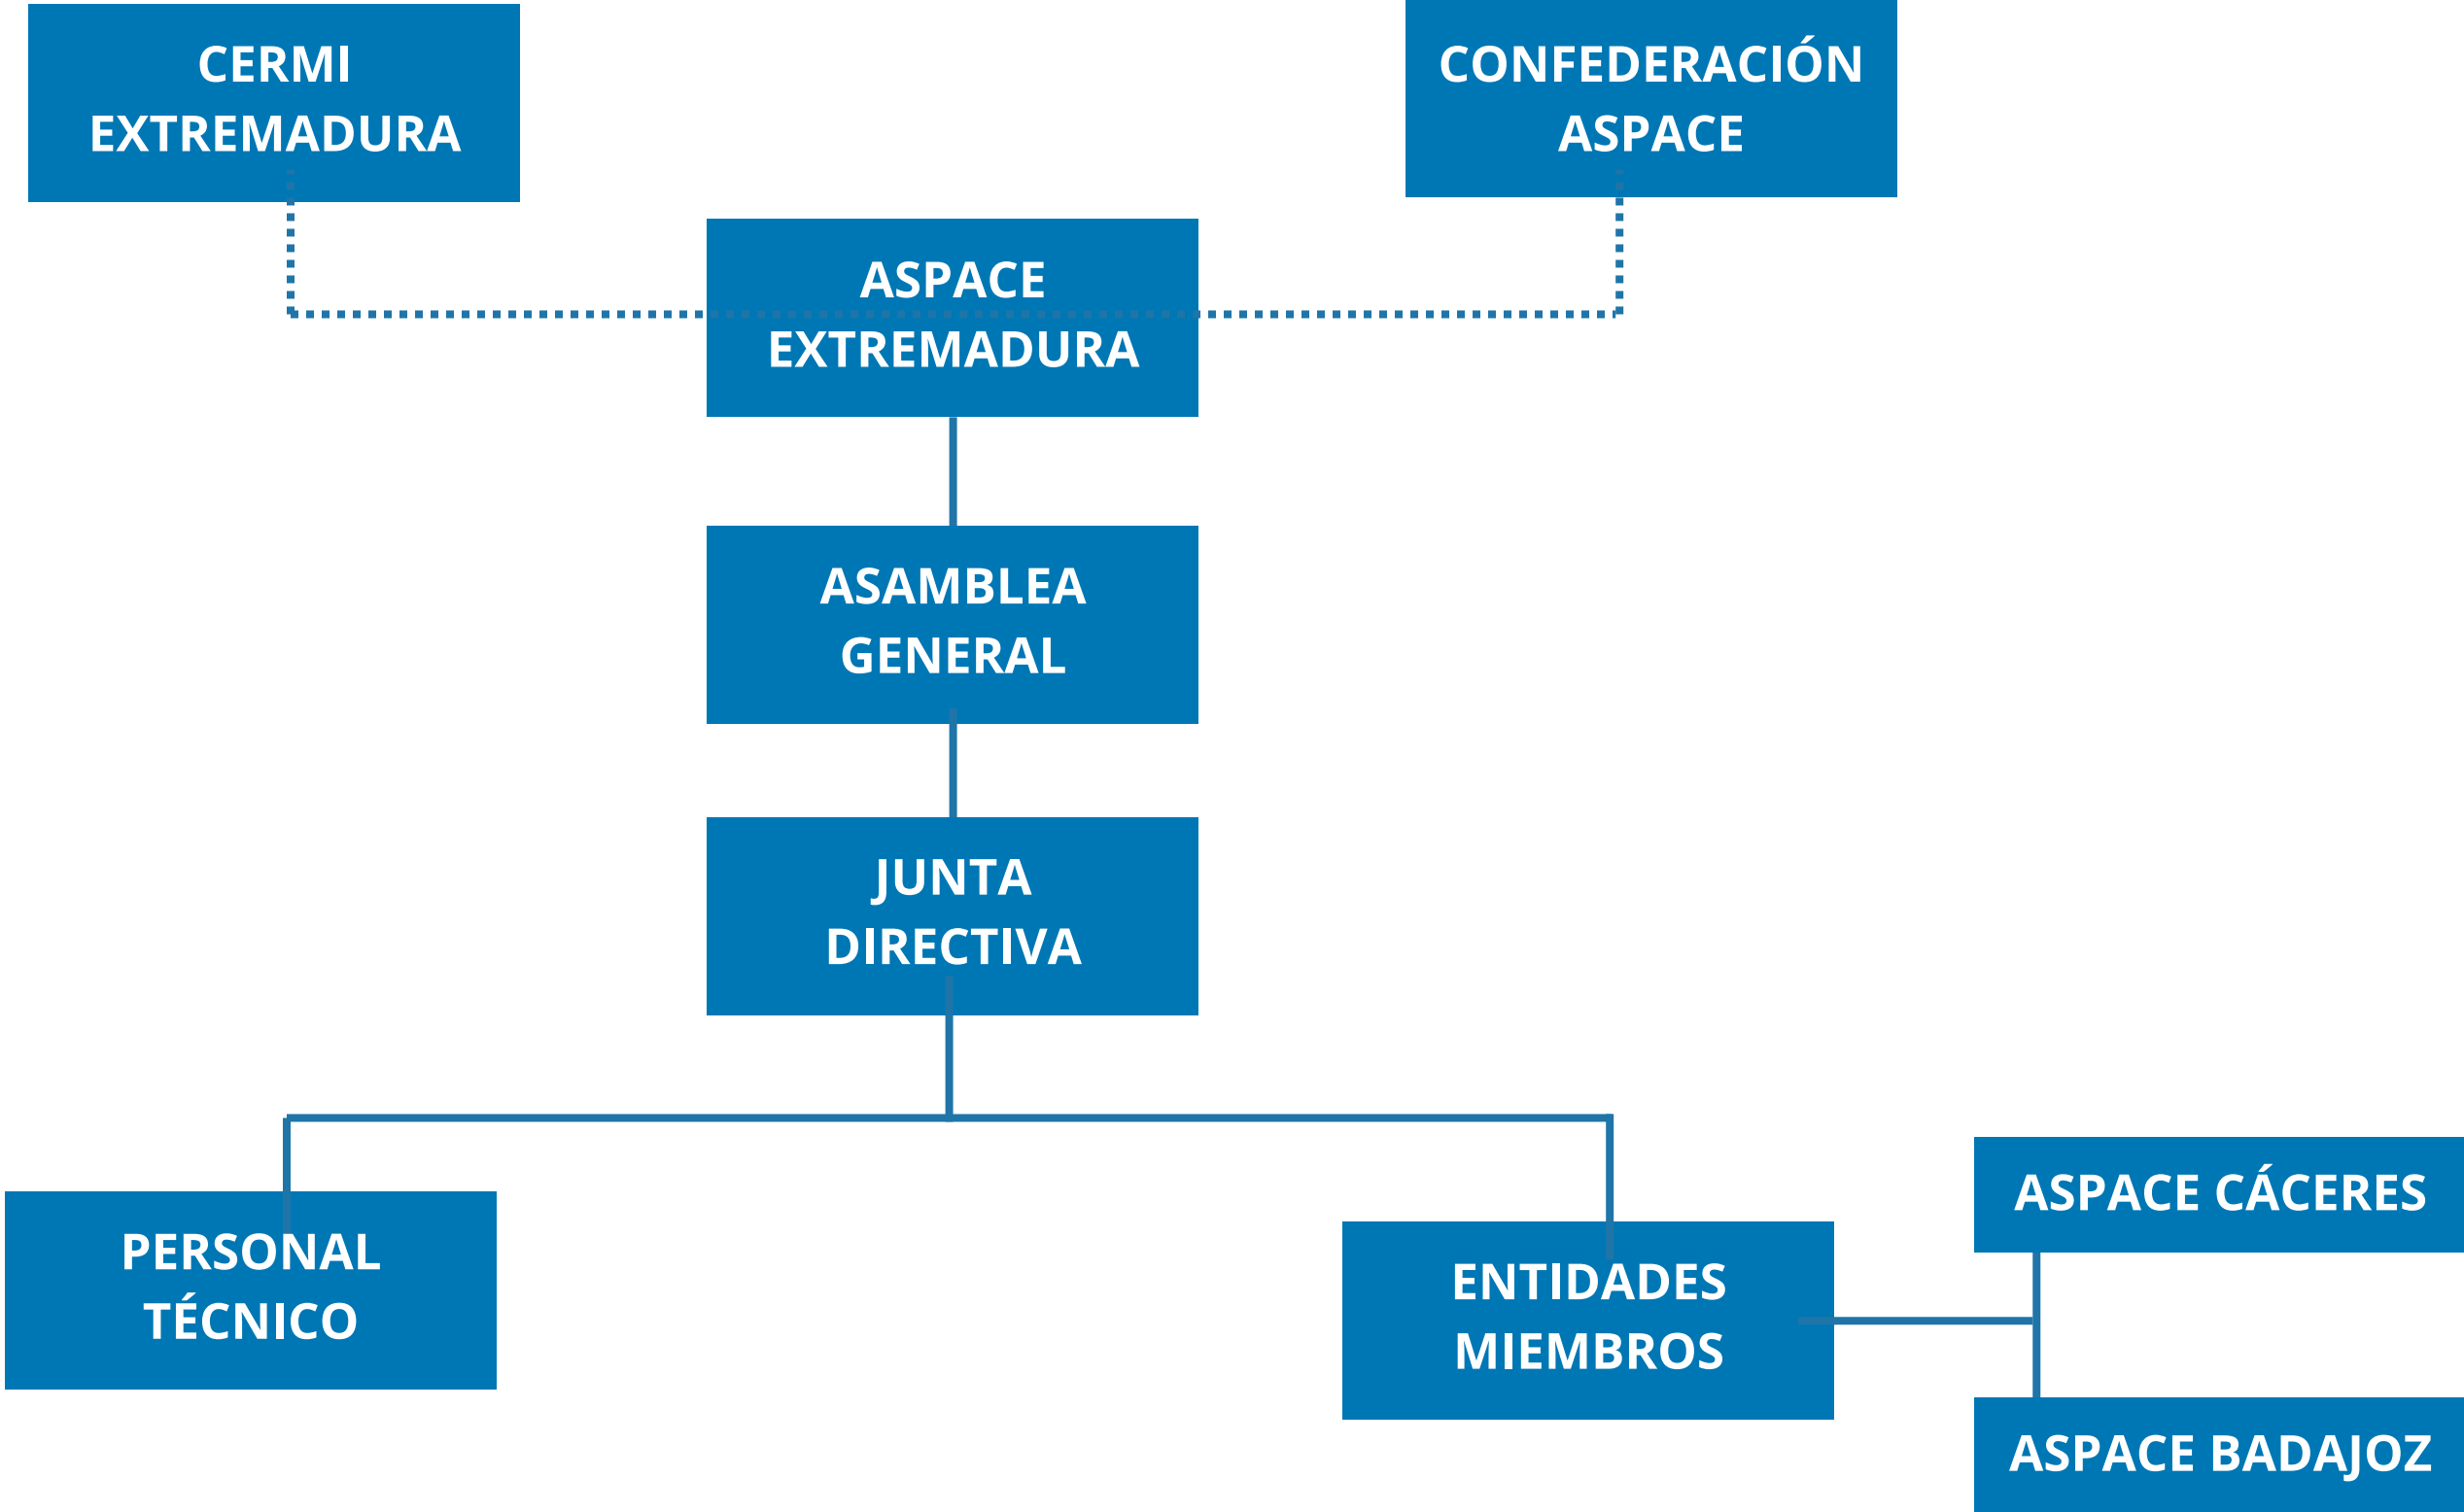 CERMI
EXTREMADURA
CONFEDERACIÓN
ASPACE
ASPACE
EXTREMADURA
ASAMBLEA
GENERAL
JUNTA
DIRECTIVA
PERSONAL
TÉCNICO
ENTIDADES
MIEMBROS
ASPACE CÁCERES
ASPACE BADAJOZ